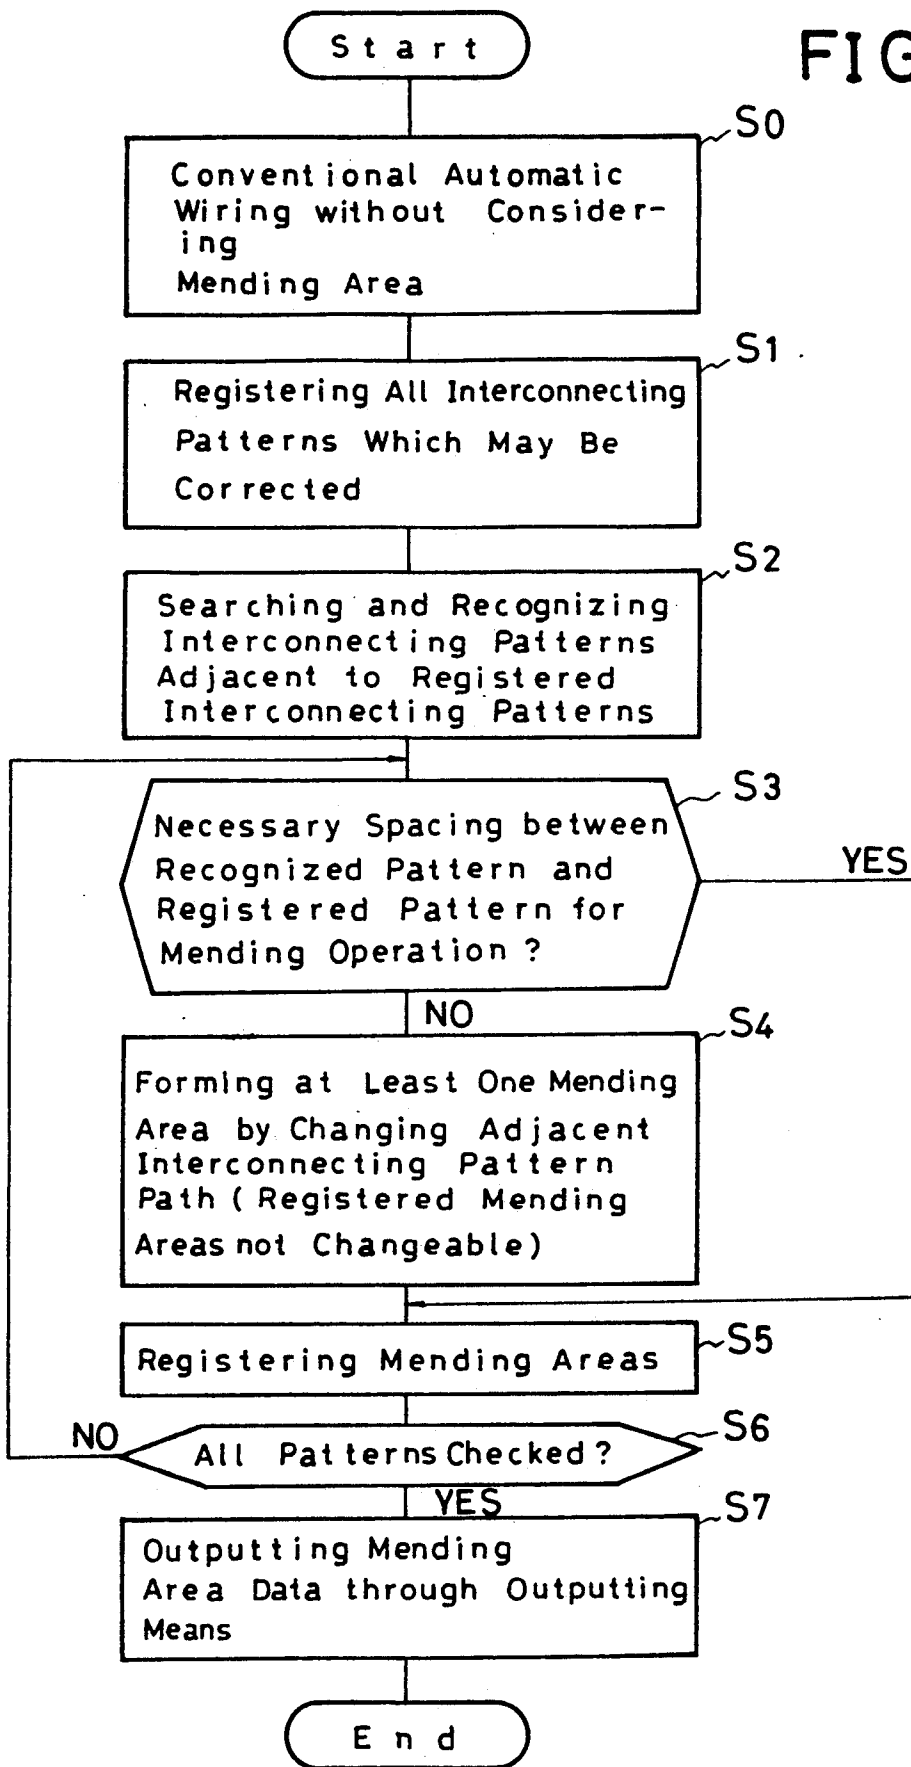 Start
FIG
S0
Conventional Automatic
Wiring without Consider-
ing
Mending Area
S1
Registering All Interconnecting
Patterns Which May Be
Corrected
S2
Searching and Recognizing
Interconnecting Patterns
Adjacent to Registered
Interconnecting Patterns
S3
Necessary Spacing between
Recognized Pattern and
Registered Pattern for
Mending Operation ?
YES
NO
S4
Forming at Least One Mending
Area by Changing Adjacent
Interconnecting Pattern
Path ( Registered Mending
Areas not Changeable)
S5
Registering Mending Areas
S6
NO
All Patterns Checked ?
YES
S7
Outputting Mending
Area Data through Outputting
Means
End